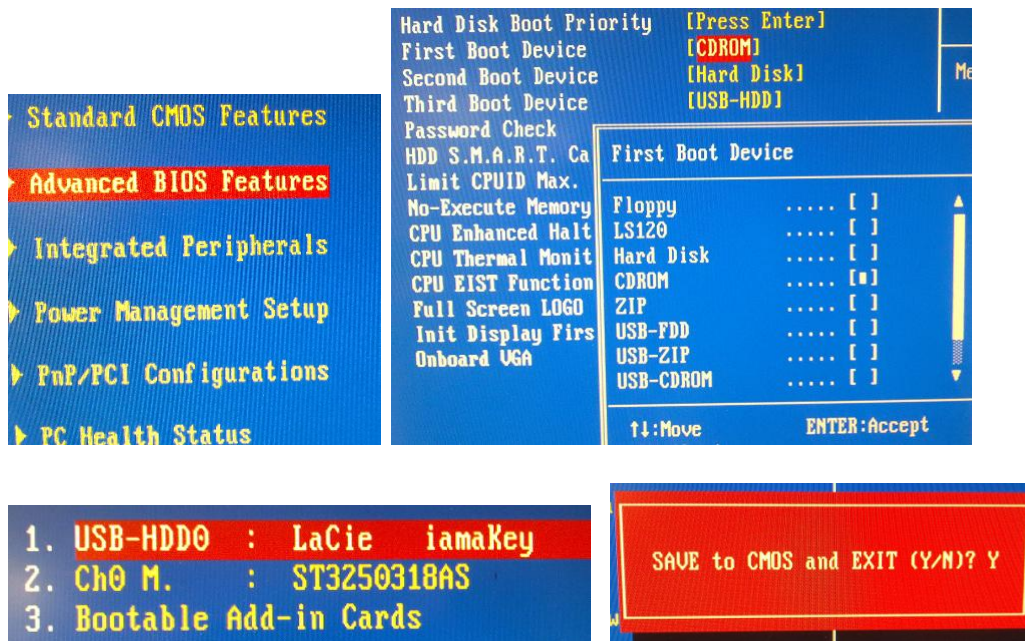 Standard CMOS Features
Advanced BIOS Features
Integrated Peripherals
Power Management Setup
PnP/PCI Configurations
PC Health Status
Hard Disk Boot Priority [Press Enter]
First Boot Device [CDROM]
Second Boot Device [Hard Disk]
Third Boot Device [USB-HDD]
Password Check
HDD S.M.A.R.T. Ca
Limit CPUID Max.
No-Execute Memory
CPU Enhanced Halt
CPU Thermal Monit
CPU EIST Function
Full Screen LOGO
Init Display Firs
Onboard VGA
Me
First Boot Device
Floppy ..... [ ]
LS120 ..... [ ]
Hard Disk ..... [ ]
CDROM ..... [■]
ZIP ..... [ ]
USB-FDD ..... [ ]
USB-ZIP ..... [ ]
USB-CDROM ..... [ ]
↑↓:Move ENTER:Accept
1. USB-HDD0 : LaCie iamaKey
2. Ch0 M. : ST3250318AS
3. Bootable Add-in Cards
SAVE to CMOS and EXIT (Y/N)? Y